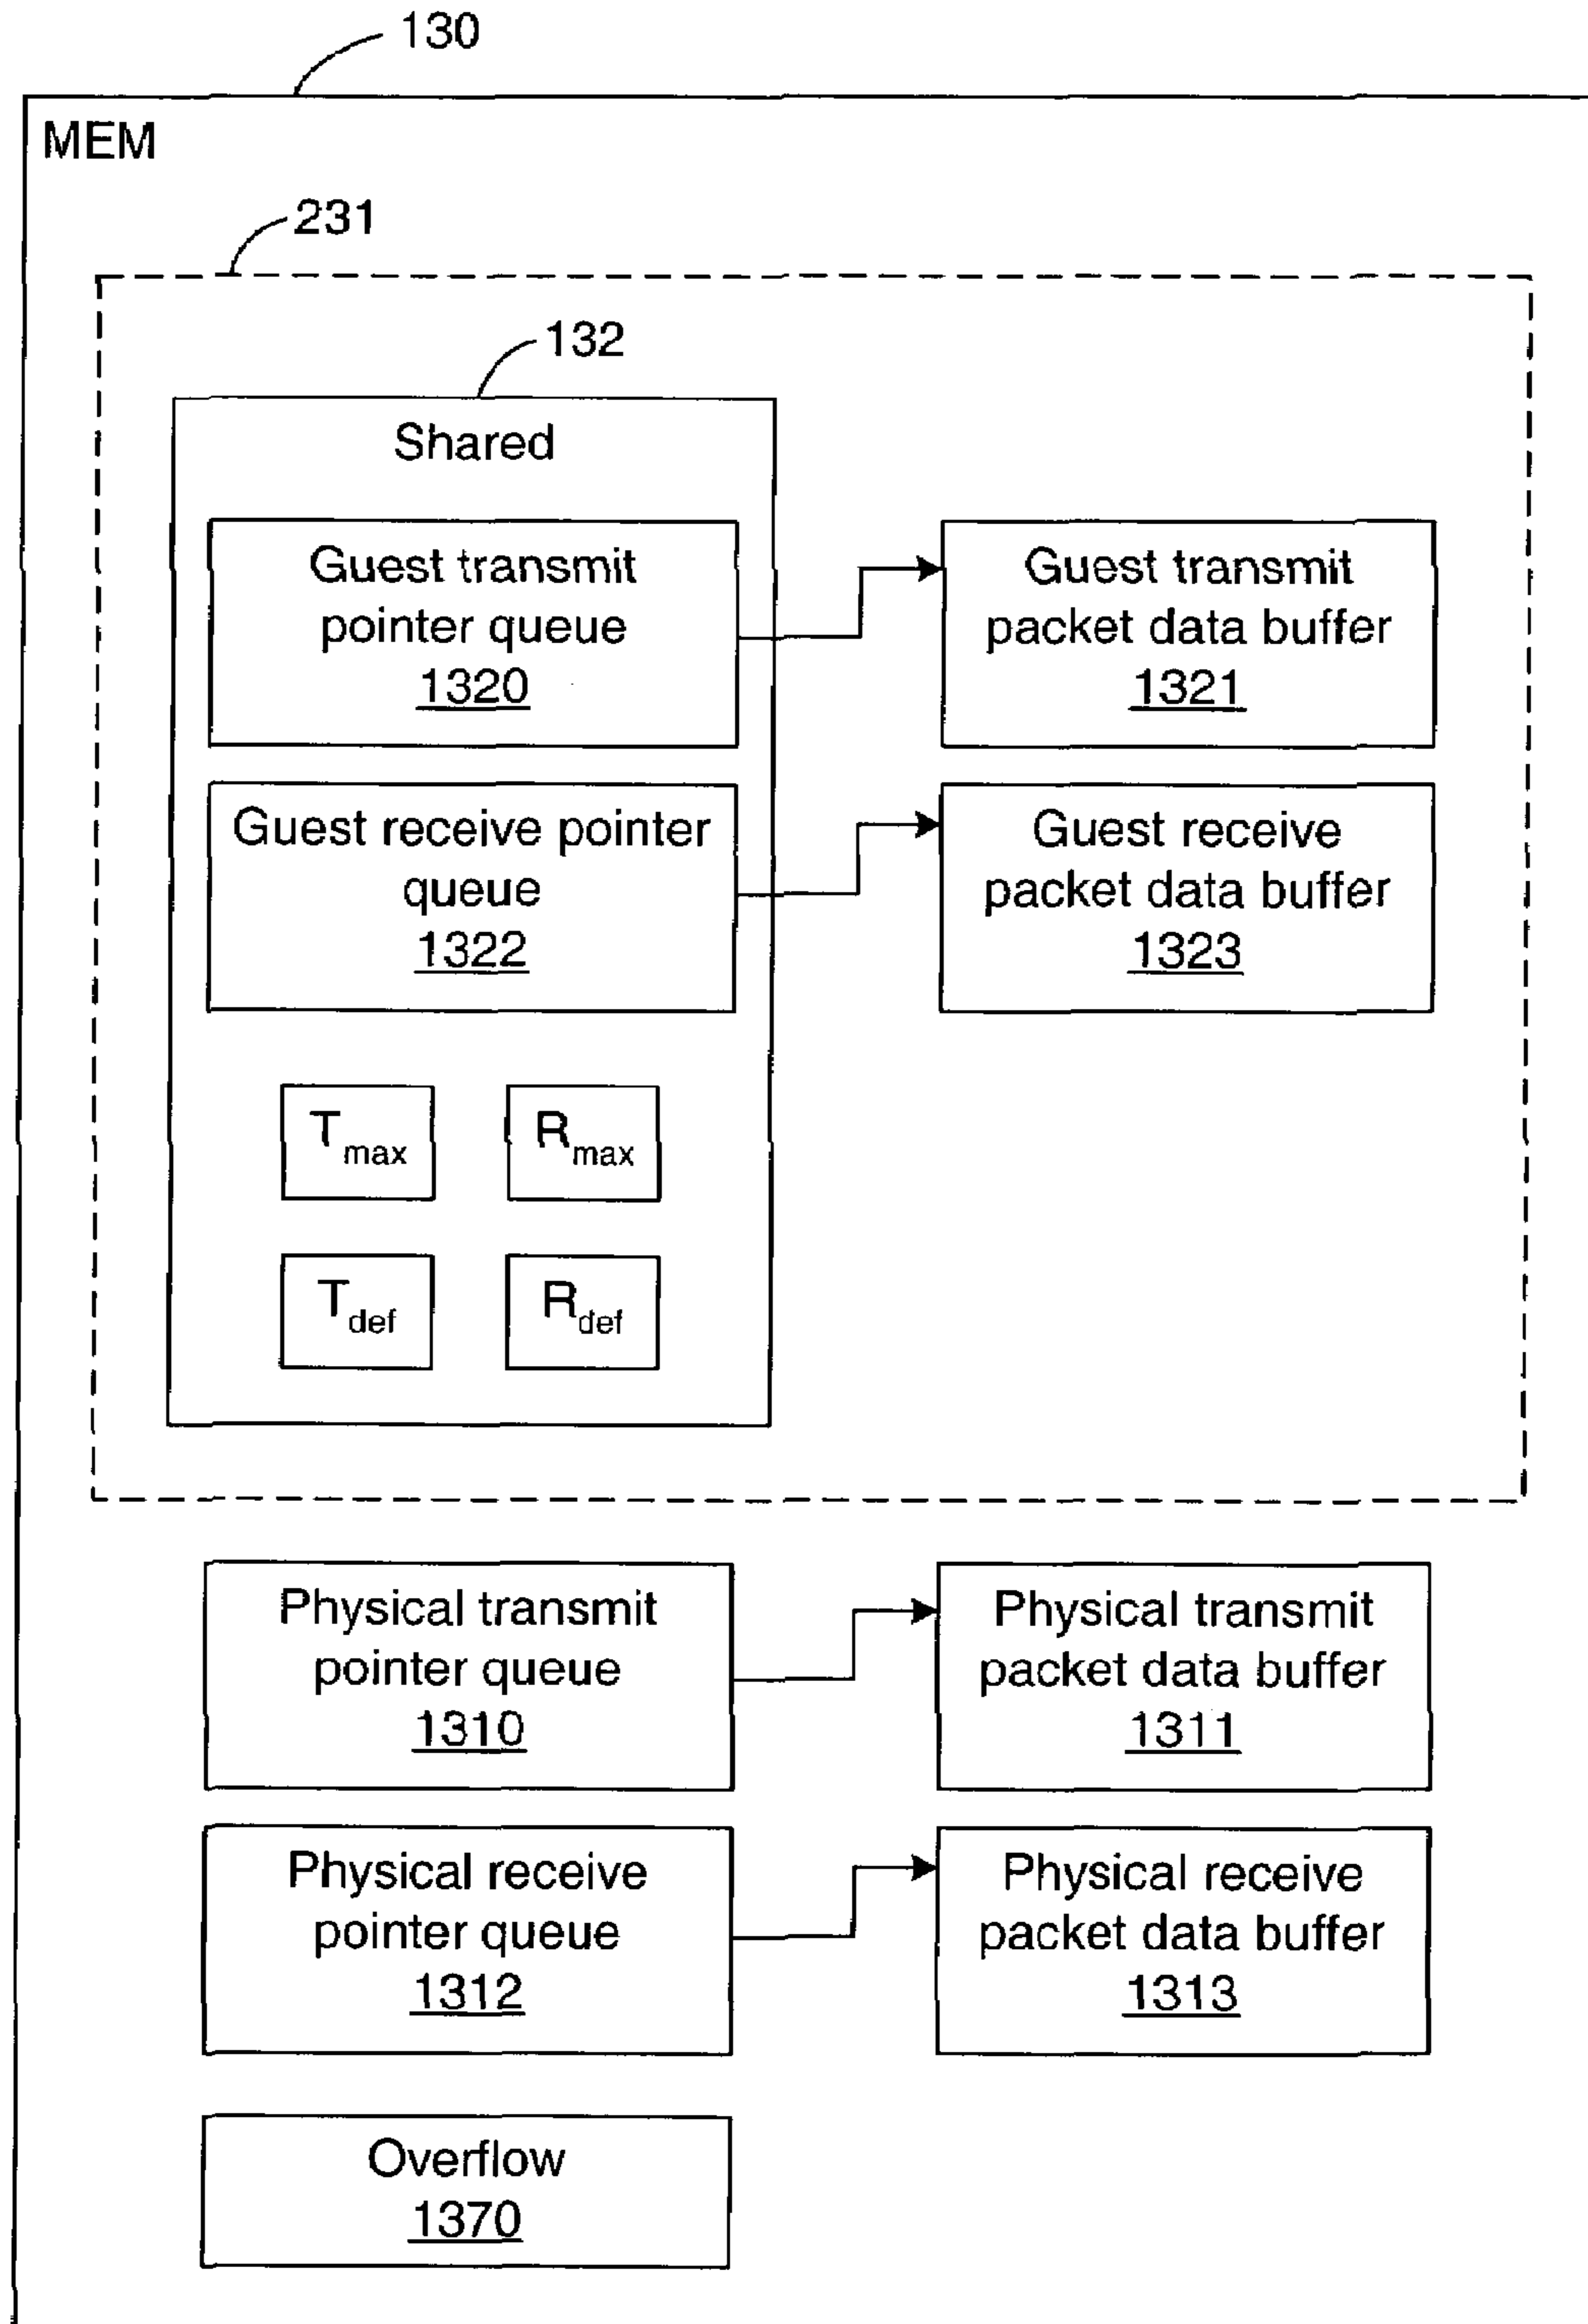 130
MEM
231
132
Shared
Guest transmit
pointer queue
1320
Guest transmit
packet data buffer
1321
Guest receive pointer
queue
1322
Guest receive
packet data buffer
1323
Tmax
Rmax
Tdef
Rdef
Physical transmit
pointer queue
1310
Physical transmit
packet data buffer
1311
Physical receive
pointer queue
1312
Physical receive
packet data buffer
1313
Overflow
1370